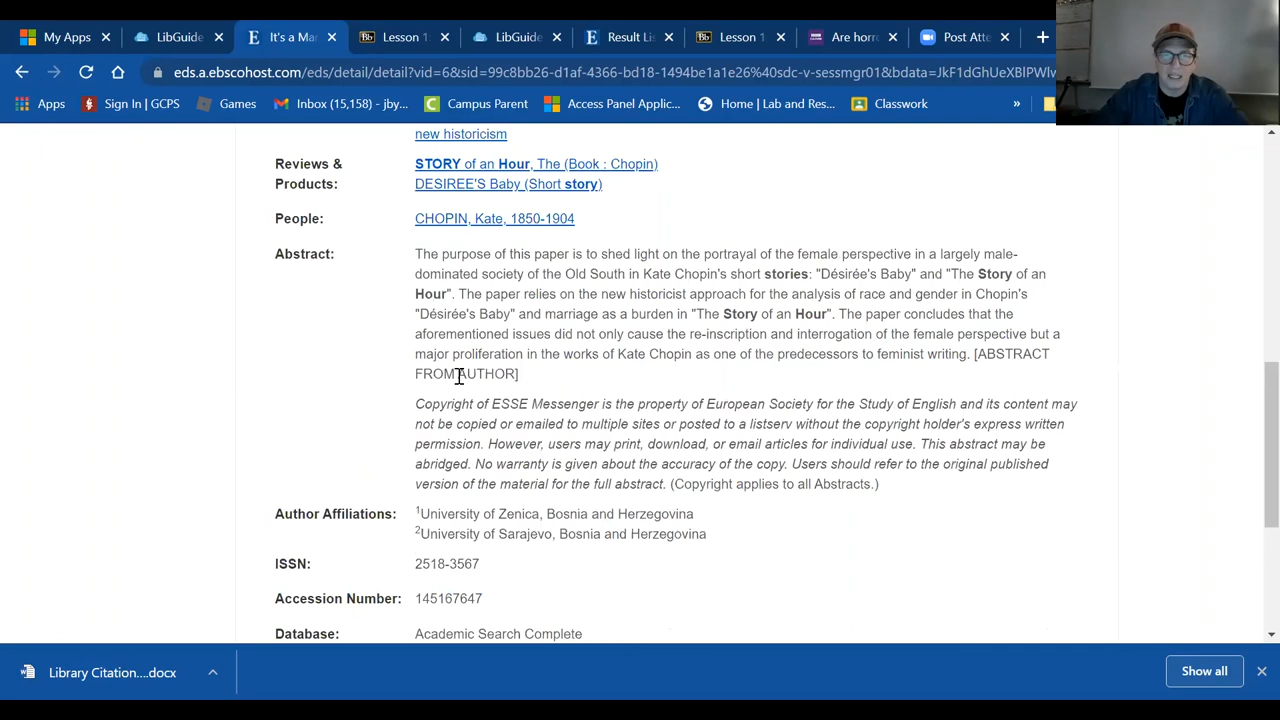 My Apps
LibGuide
It's a Ma
Lesson 1
LibGuide
Result Li
Lesson 1
Are horr
Post Atte
eds.a.ebscohost.com/eds/detail/detail?vid=6&sid=99c8bb26-d1af-4366-bd18-1494be1a1e26%40sdc-v-sessmgr01&bdata=JkF1dGhUeXBlPWlw
Apps
Sign In | GCPS
Games
Inbox (15,158) - jby...
Campus Parent
Access Panel Applic...
Home | Lab and Res...
Classwork
»
new historicism
Reviews & STORY of an Hour, The (Book : Chopin)
Products: DESIREE'S Baby (Short story)
People: CHOPIN, Kate, 1850-1904
Abstract: The purpose of this paper is to shed light on the portrayal of the female perspective in a largely male-
dominated society of the Old South in Kate Chopin's short stories: "Désirée's Baby" and "The Story of an
Hour". The paper relies on the new historicist approach for the analysis of race and gender in Chopin's
"Désirée's Baby" and marriage as a burden in "The Story of an Hour". The paper concludes that the
aforementioned issues did not only cause the re-inscription and interrogation of the female perspective but a
major proliferation in the works of Kate Chopin as one of the predecessors to feminist writing. [ABSTRACT
FROM AUTHOR]
Copyright of ESSE Messenger is the property of European Society for the Study of English and its content may
not be copied or emailed to multiple sites or posted to a listserv without the copyright holder's express written
permission. However, users may print, download, or email articles for individual use. This abstract may be
abridged. No warranty is given about the accuracy of the copy. Users should refer to the original published
version of the material for the full abstract. (Copyright applies to all Abstracts.)
Author Affiliations: 1University of Zenica, Bosnia and Herzegovina
2University of Sarajevo, Bosnia and Herzegovina
ISSN: 2518-3567
Accession Number: 145167647
Database: Academic Search Complete
Library Citation....docx
Show all